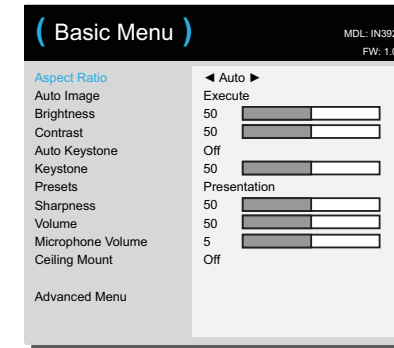 ( Basic Menu )
MDL: IN392
FW: 1.0
Aspect Ratio ◄ Auto ►
Auto Image Execute
Brightness 50
Contrast 50
Auto Keystone Off
Keystone 50
Presets Presentation
Sharpness 50
Volume 50
Microphone Volume 5
Ceiling Mount Off
Advanced Menu